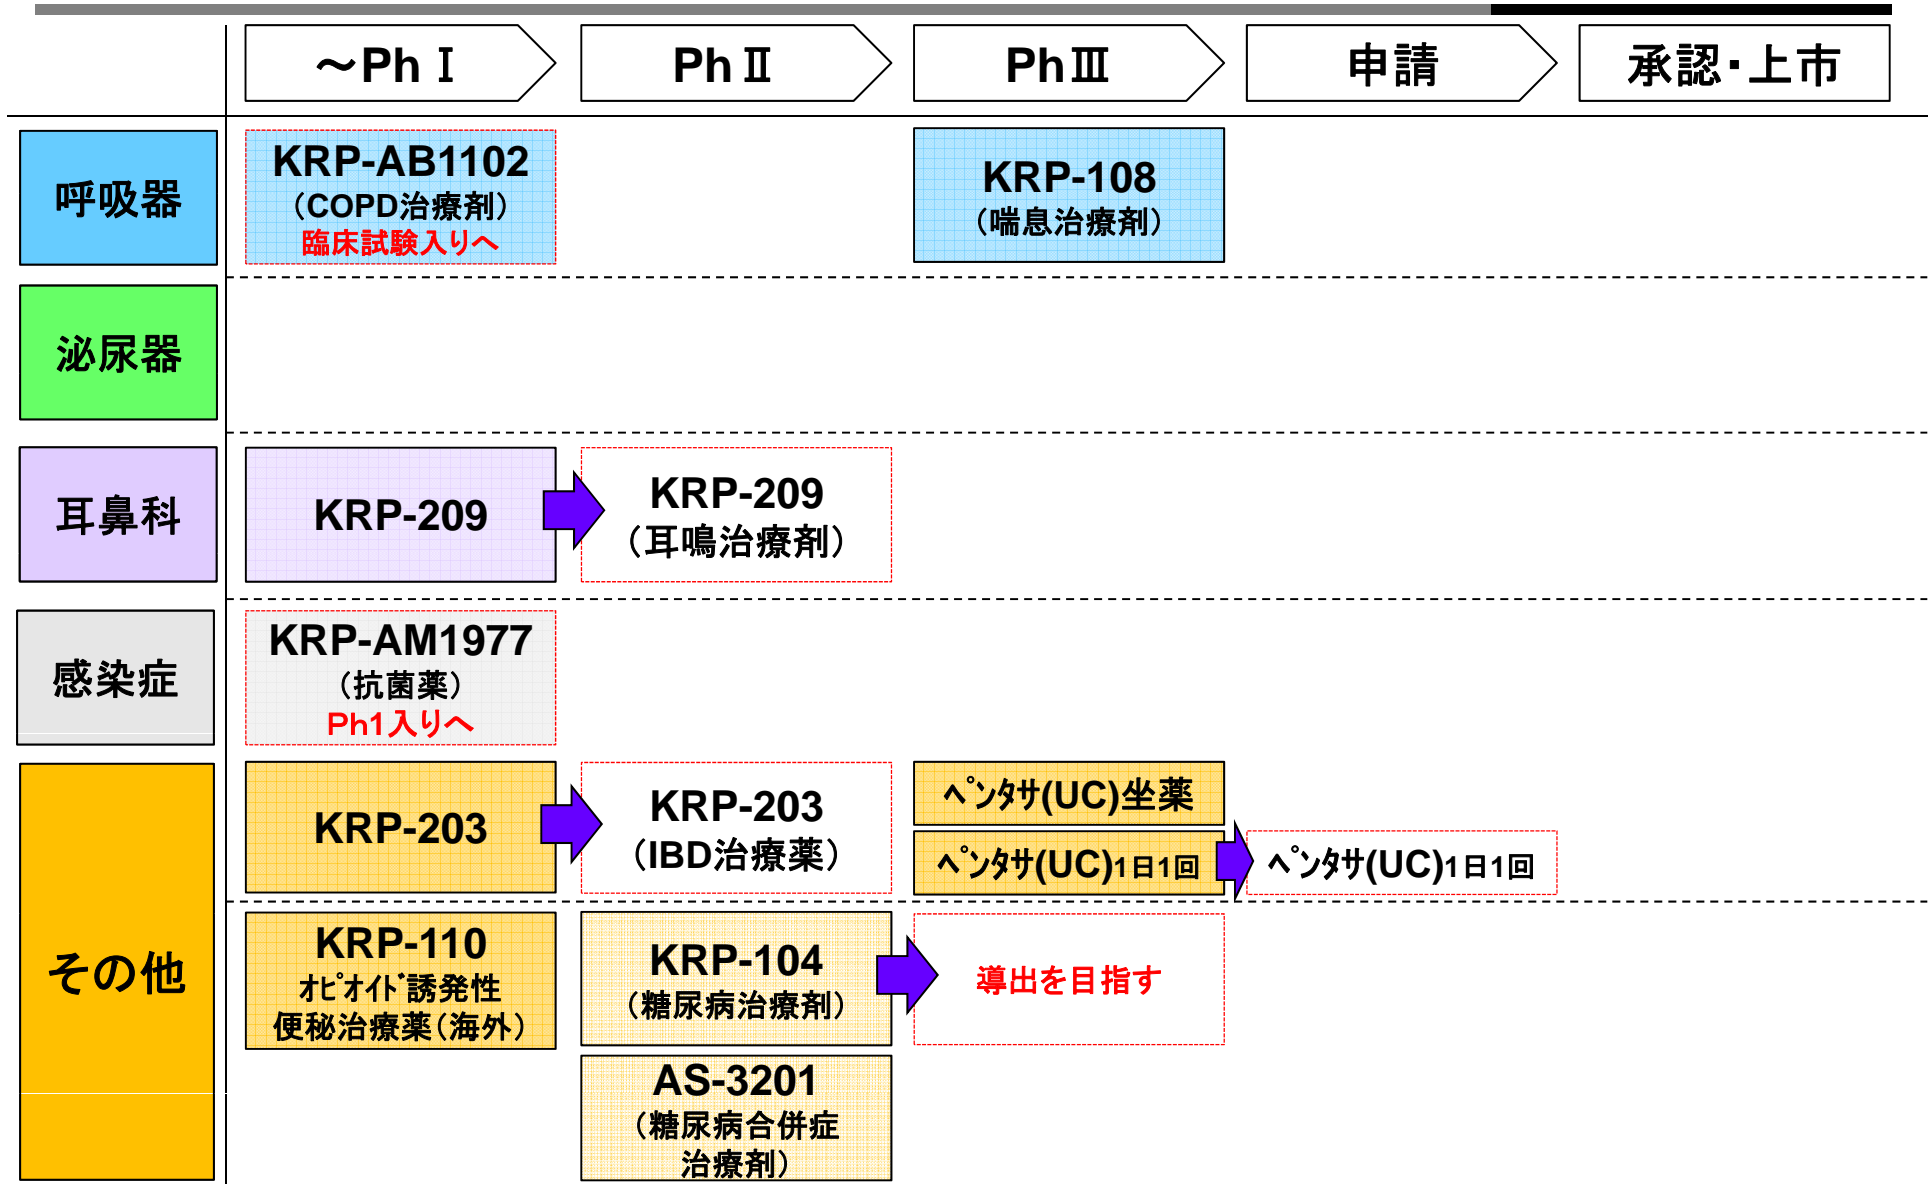 ～Ph Ⅰ
Ph Ⅱ
PhⅢ
申請
承認・上市
呼吸器
KRP-AB1102
（COPD治療剤）
臨床試験入りへ
KRP-108
（喘息治療剤）
泌尿器
耳鼻科
KRP-209
KRP-209
（耳鳴治療剤）
感染症
KRP-AM1977
（抗菌薬）
Ph1入りへ
その他
KRP-203
KRP-203
（IBD治療薬）
ﾍﾟﾝﾀｻ(UC)坐薬
ﾍﾟﾝﾀｻ(UC)1日1回
ﾍﾟﾝﾀｻ(UC)1日1回
KRP-110
ｵﾋﾟｵｲﾄﾞ誘発性
便秘治療薬（海外）
KRP-104
（糖尿病治療剤）
導出を目指す
AS-3201
（糖尿病合併症
治療剤）